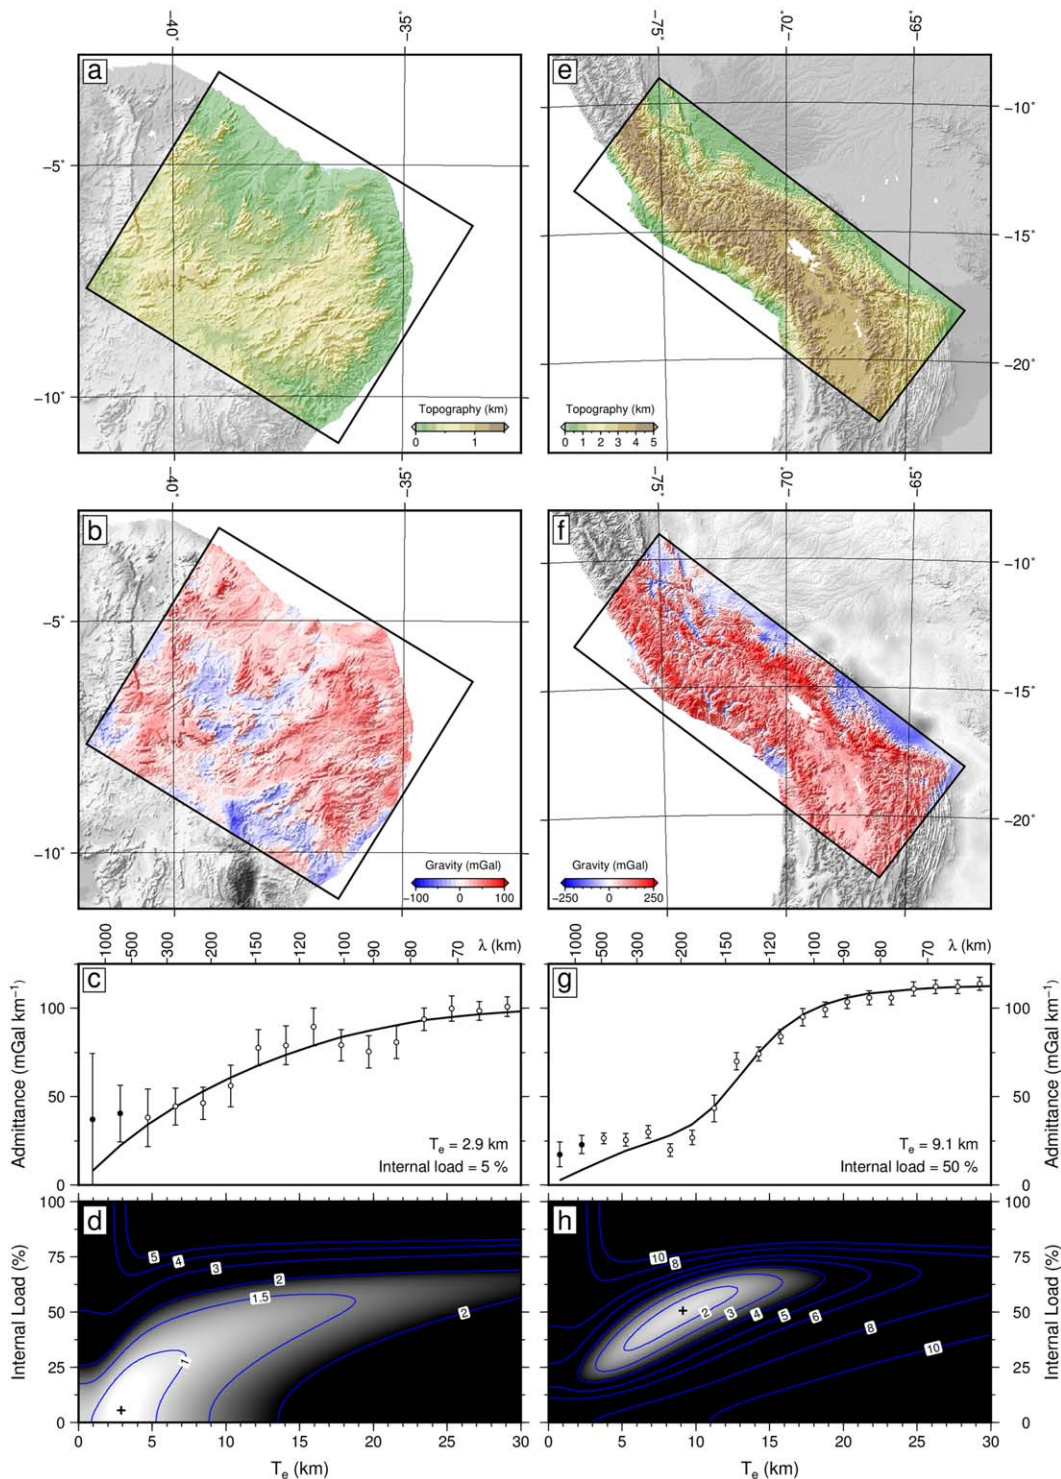 −40° −35° −75° −70° −65°
a e
−10°
−5°
−15°
−20°
−10°
Topography (km)
0 1
Topography (km)
0 1 2 3 4 5
−40° −35° −75° −70° −65°
b f
−10°
−5°
−15°
−20°
−10°
Gravity (mGal)
−100 0 100
Gravity (mGal)
−250 0 250
1000 500 300 200 150 1100 90 80 70 λ (km)
1000 500 300 200 150 1100 90 80 70 λ (km)
c g
Admittance (mGal km⁻¹)
100
50
0
Te = 2.9 km
Internal load = 5 %
Te = 9.1 km
Internal load = 50 %
100
50
0
Admittance (mGal km⁻¹)
d h
Internal Load (%)
100
75
50
25
0
5 4 3 2 1.5 2 1
10 8 2 3 4 5 6 8 10
100
75
50
25
0
Internal Load (%)
0 5 10 15 20 25 30
5 10 15 20 25 30
Te (km)
Te (km)